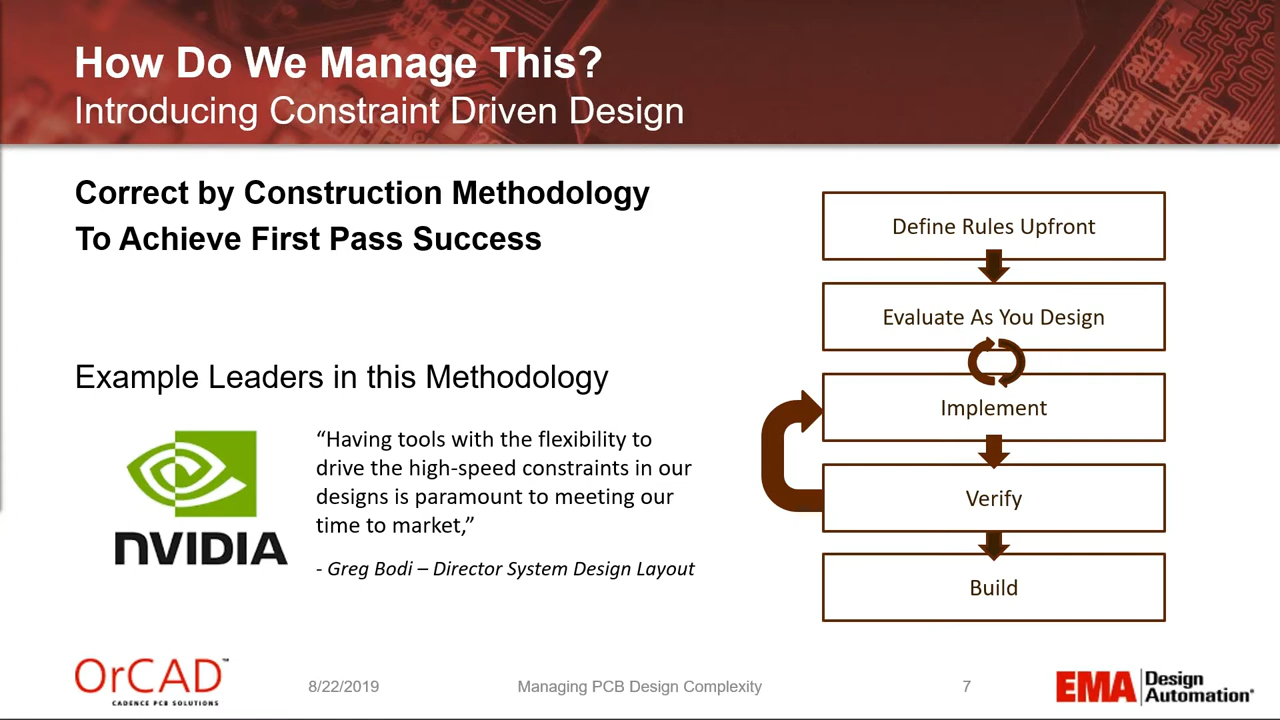 How Do We Manage This?
Introducing Constraint Driven Design
Correct by Construction Methodology
To Achieve First Pass Success
Example Leaders in this Methodology
NVIDIA
“Having tools with the flexibility to
drive the high-speed constraints in our
designs is paramount to meeting our
time to market,”
- Greg Bodi – Director System Design Layout
Define Rules Upfront
Evaluate As You Design
Implement
Verify
Build
OrCAD™
CADENCE PCB SOLUTIONS
8/22/2019
Managing PCB Design Complexity
7
EMA Design
Automation®